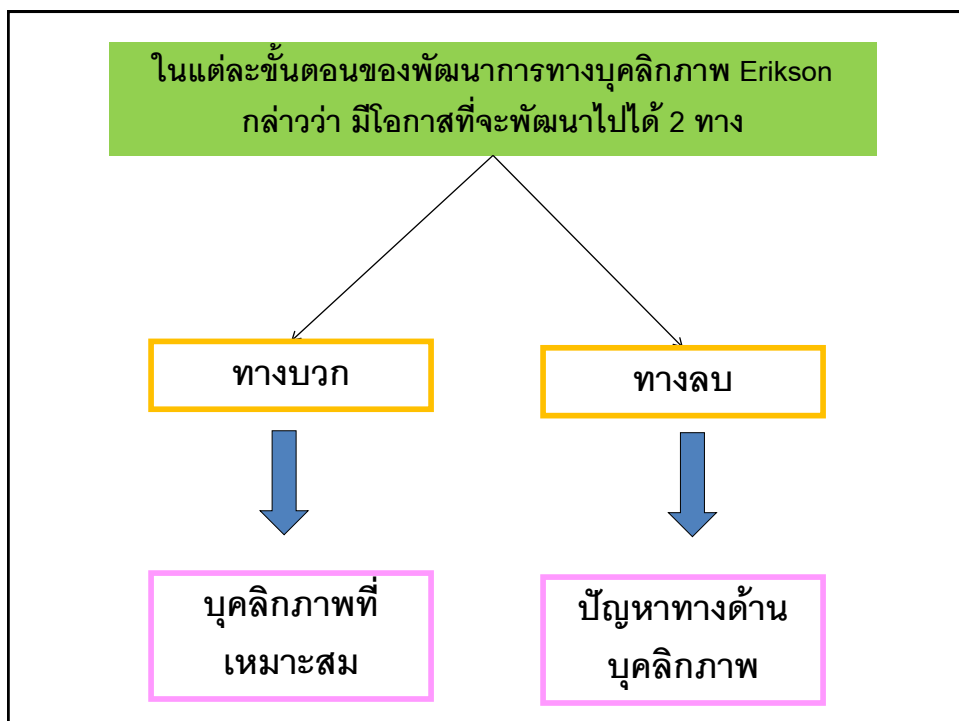 ในแต่ละขั้นตอนของพัฒนาการทางบุคลิกภาพ Erikson
กล่าวว่า มีโอกาสที่จะพัฒนาไปได้ 2 ทาง
ทางบวก
ทางลบ
บุคลิกภาพที่
เหมาะสม
ปัญหาทางด้าน
บุคลิกภาพ